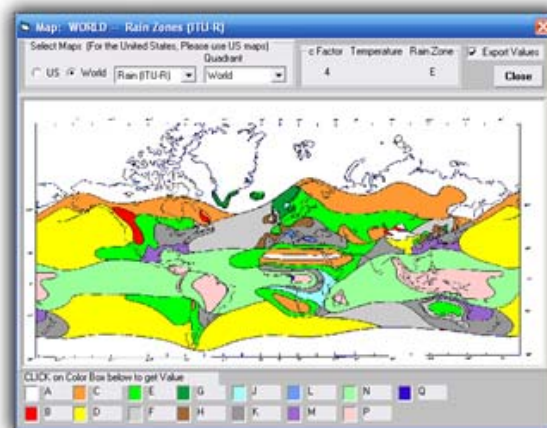 Map: WORLD -- Rain Zones (ITU-R)
Select Maps (For the United States, Please use US maps)
US World Rain (ITU-R) Quadrant World
c Factor Temperature Rain Zone
4 E
Export Values
Close
CLICK on Color Box below to get Value
A C E G J L N Q
B D F H K M P